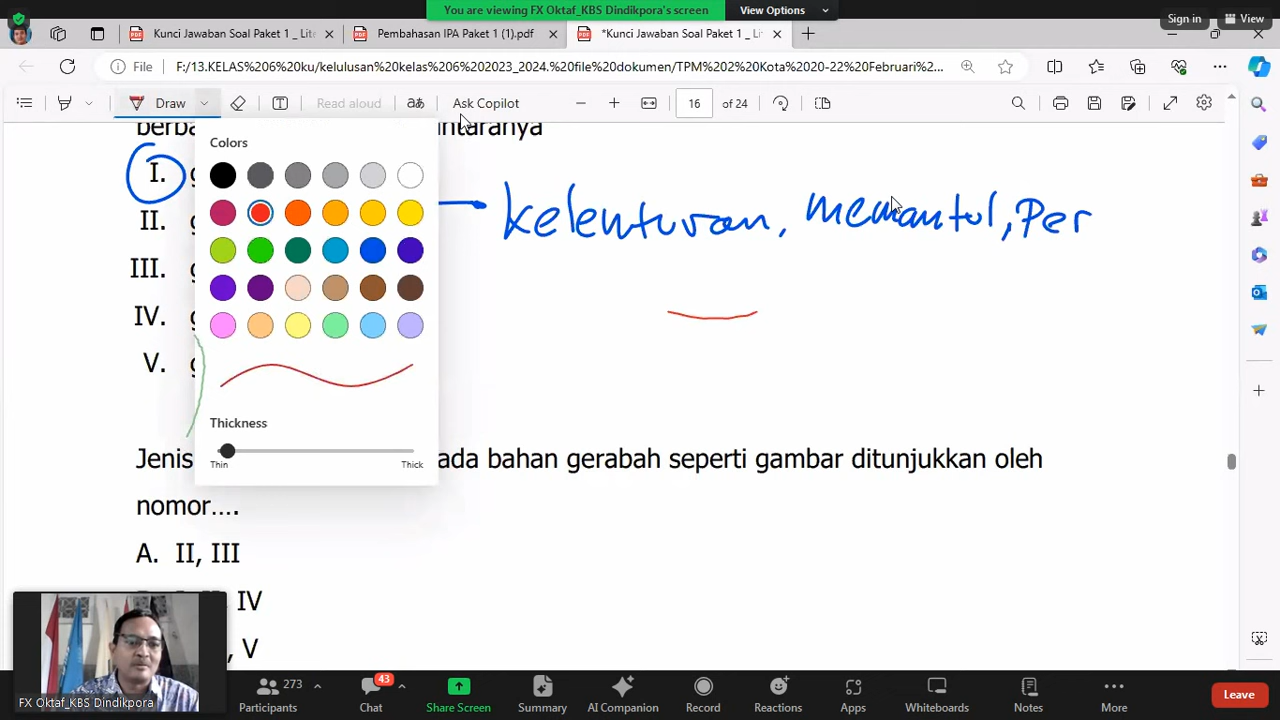 You are viewing FX Oktaf_KBS Dindikpora's screen
View Options
Sign in
View
Kunci Jawaban Soal Paket 1 _ Lite
Pembahasan IPA Paket 1 (1).pdf
*Kunci Jawaban Soal Paket 1 _ Lit
File
F:/13.KELAS%206%20ku/kelulusan%20kelas%206%202023_2024.%20file%20dokumen/TPM%202%20Kota%2020-22%20Februari%...
Draw
Read aloud
Ask Copilot
16 of 24
Colors
I.
kelenturan, memantul, Per
II.
III.
IV.
V.
Thickness
Thin
Thick
Jenis
ada bahan gerabah seperti gambar ditunjukkan oleh
nomor….
A. II, III
IV
, V
FX Oktaf_KBS Dindikpora
273
Participants
43
Chat
Share Screen
Summary
AI Companion
Record
Reactions
Apps
Whiteboards
Notes
More
Leave